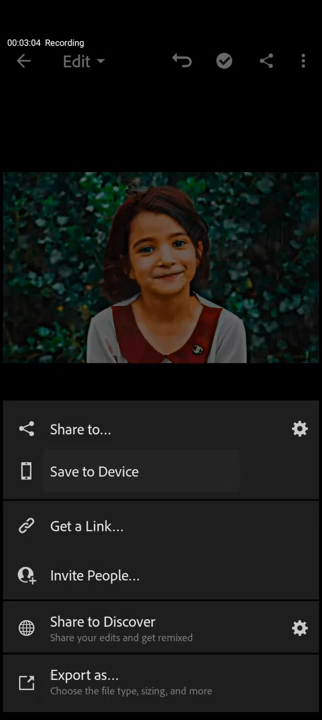 00:03:04 Recording
Edit
Share to...
Save to Device
Get a Link...
Invite People...
Share to Discover
Share your edits and get remixed
Export as...
Choose the file type, sizing, and more